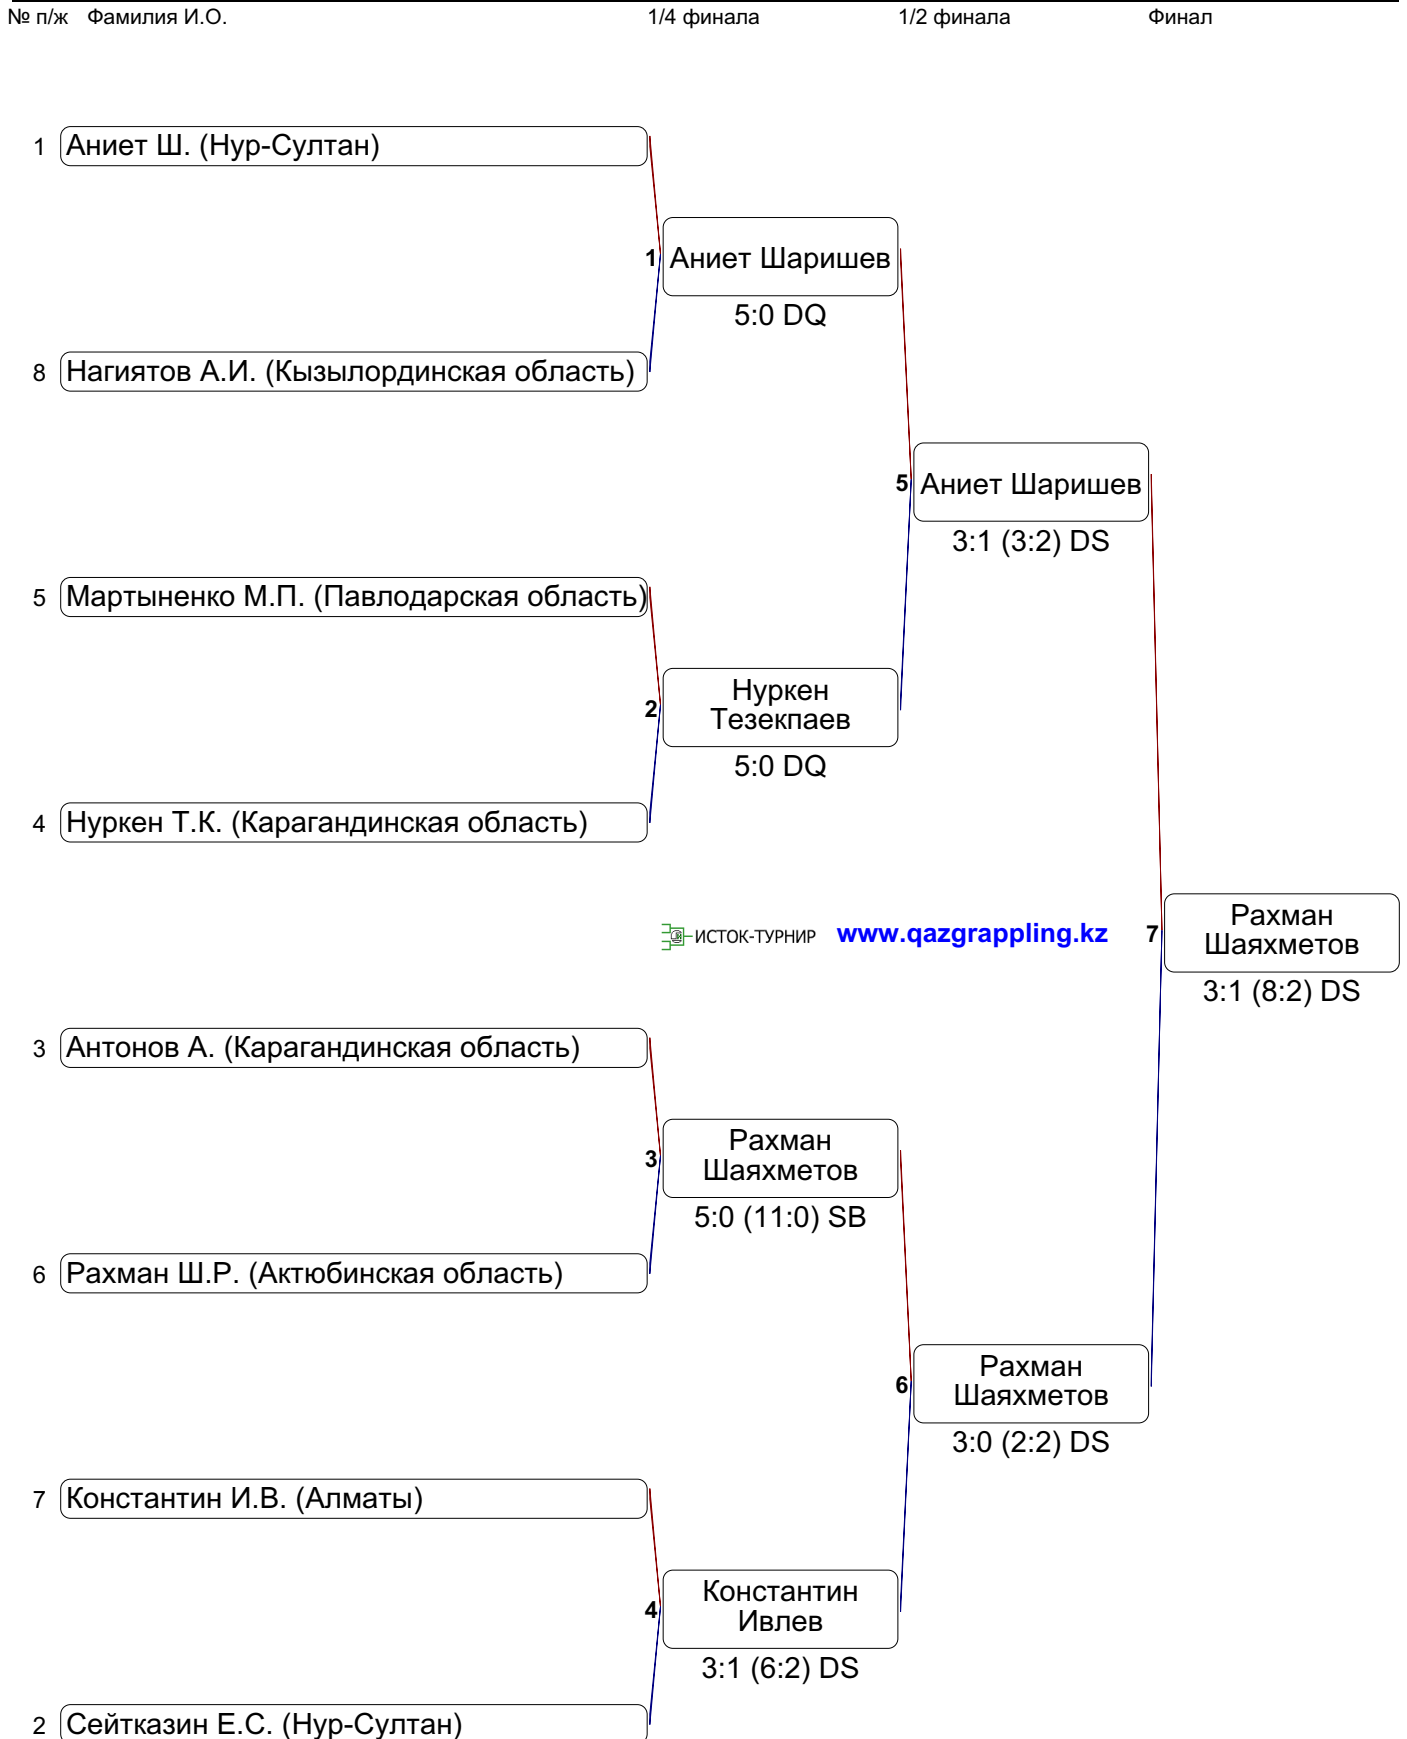 № п/ж Фамилия И.О. 1/4 финала 1/2 финала Финал
1 Аниет Ш. (Нур-Султан)
1 Аниет Шаришев
5:0 DQ
8 Нагиятов А.И. (Кызылординская область)
5 Аниет Шаришев
3:1 (3:2) DS
5 Мартыненко М.П. (Павлодарская область)
2 Нуркен
Тезекпаев
5:0 DQ
4 Нуркен Т.К. (Карагандинская область)
ИСТОК-ТУРНИР www.qazgrappling.kz
7 Рахман
Шаяхметов
3:1 (8:2) DS
3 Антонов А. (Карагандинская область)
3 Рахман
Шаяхметов
5:0 (11:0) SB
6 Рахман Ш.Р. (Актюбинская область)
6 Рахман
Шаяхметов
3:0 (2:2) DS
7 Константин И.В. (Алматы)
4 Константин
Ивлев
3:1 (6:2) DS
2 Сейтказин Е.С. (Нур-Султан)